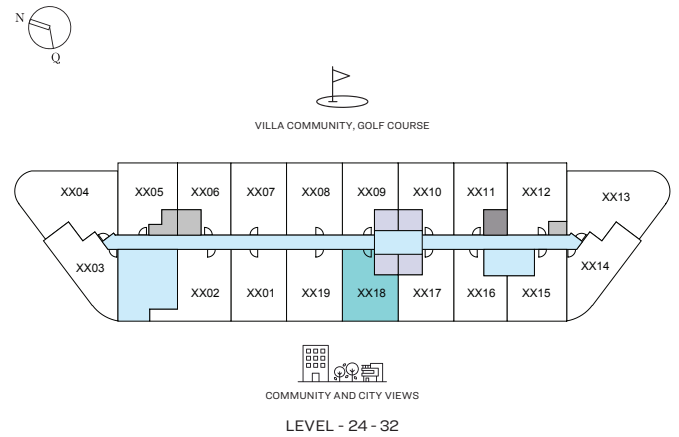 N
Q
VILLA COMMUNITY, GOLF COURSE
XX04 XX05 XX06 XX07 XX08 XX09 XX10 XX11 XX12 XX13
XX03 XX02 XX01 XX19 XX18 XX17 XX16 XX15 XX14
COMMUNITY AND CITY VIEWS
LEVEL - 24 - 32